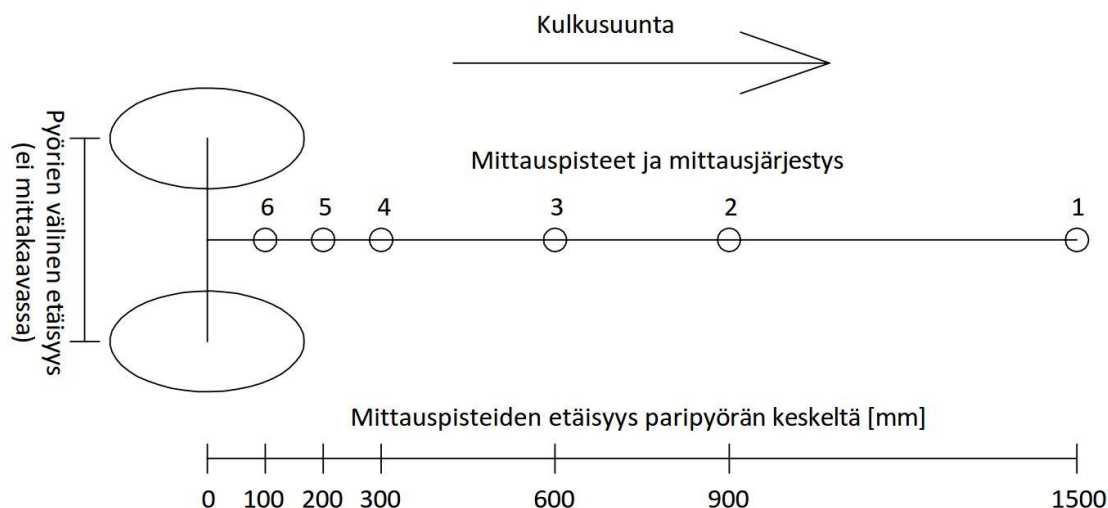 Kulkusuunta
Pyörien välinen etäisyys
(ei mittakaavassa)
Mittauspisteet ja mittausjärjestys
6 5 4 3 2 1
Mittauspisteiden etäisyys paripyörän keskeltä [mm]
0 100 200 300 600 900 1500